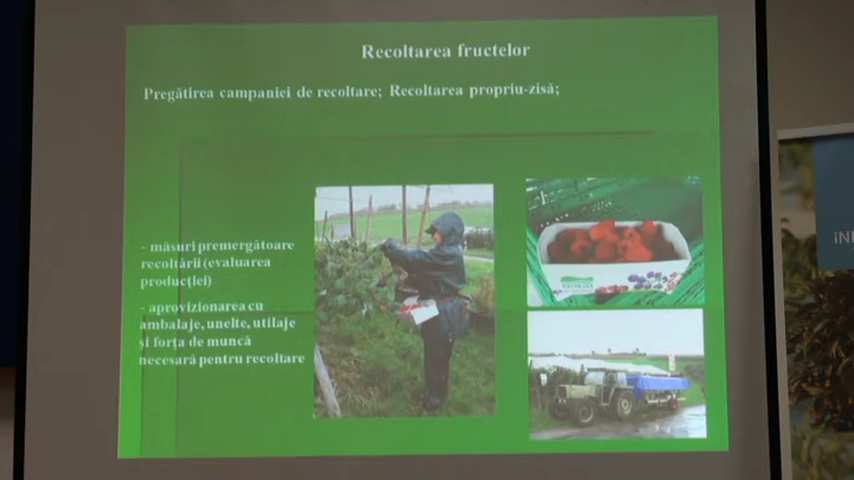 Recoltarea fructelor
Pregătirea campaniei de recoltare; Recoltarea propriu-zisă;
- măsuri premergătoare
recoltării (evaluarea
producției)
- aprovizionarea cu
ambalaje, unelte, utilaje
și forța de muncă
necesară pentru recoltare